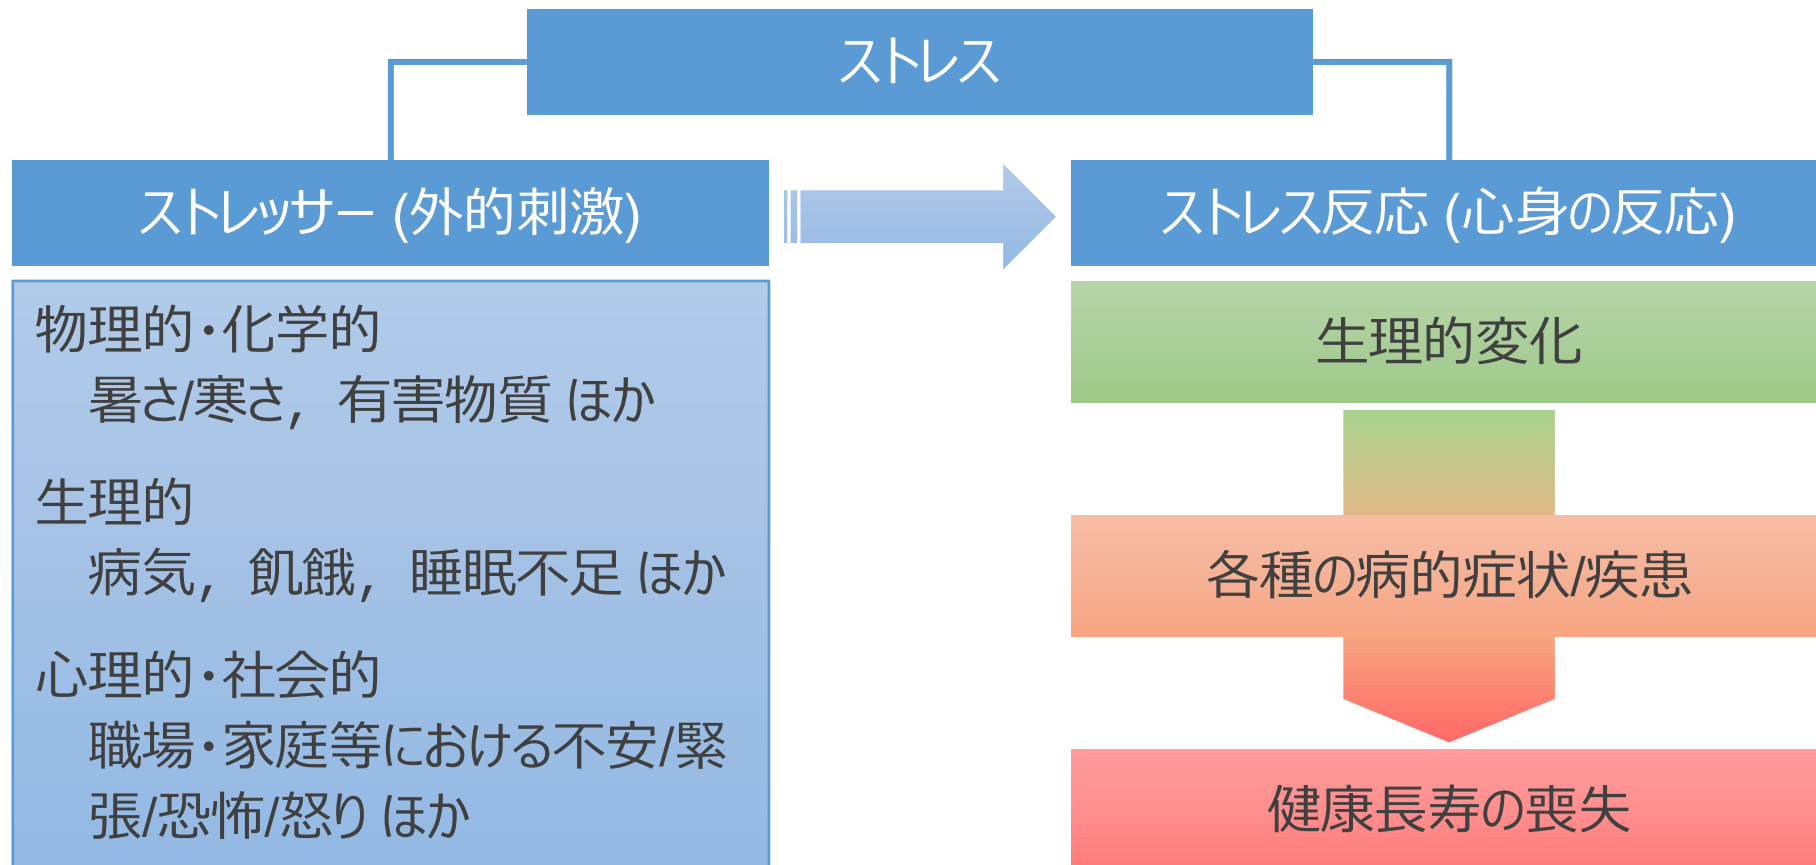 ストレス
ストレッサー (外的刺激)
物理的・化学的
暑さ/寒さ，有害物質 ほか
生理的
病気，飢餓，睡眠不足 ほか
心理的・社会的
職場・家庭等における不安/緊
張/恐怖/怒り ほか
ストレス反応 (心身の反応)
生理的変化
各種の病的症状/疾患
健康長寿の喪失